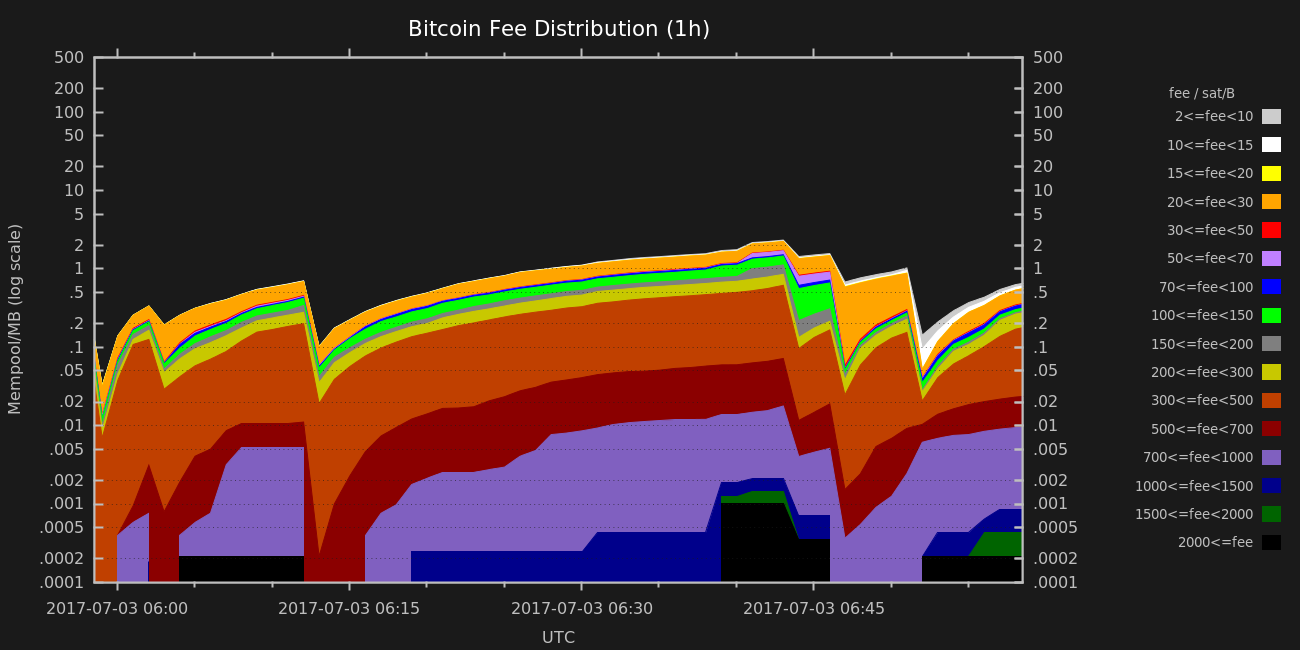 Bitcoin Fee Distribution (1h)
Mempool/MB (log scale)
500
200
100
50
20
10
5
2
1
.5
.2
.1
.05
.02
.01
.005
.002
.001
.0005
.0002
.0001
500
200
100
50
20
10
5
2
1
.5
.2
.1
.05
.02
.01
.005
.002
.001
.0005
.0002
.0001
2017-07-03 06:00 2017-07-03 06:15 2017-07-03 06:30 2017-07-03 06:45
UTC
fee / sat/B
2<=fee<10
10<=fee<15
15<=fee<20
20<=fee<30
30<=fee<50
50<=fee<70
70<=fee<100
100<=fee<150
150<=fee<200
200<=fee<300
300<=fee<500
500<=fee<700
700<=fee<1000
1000<=fee<1500
1500<=fee<2000
2000<=fee